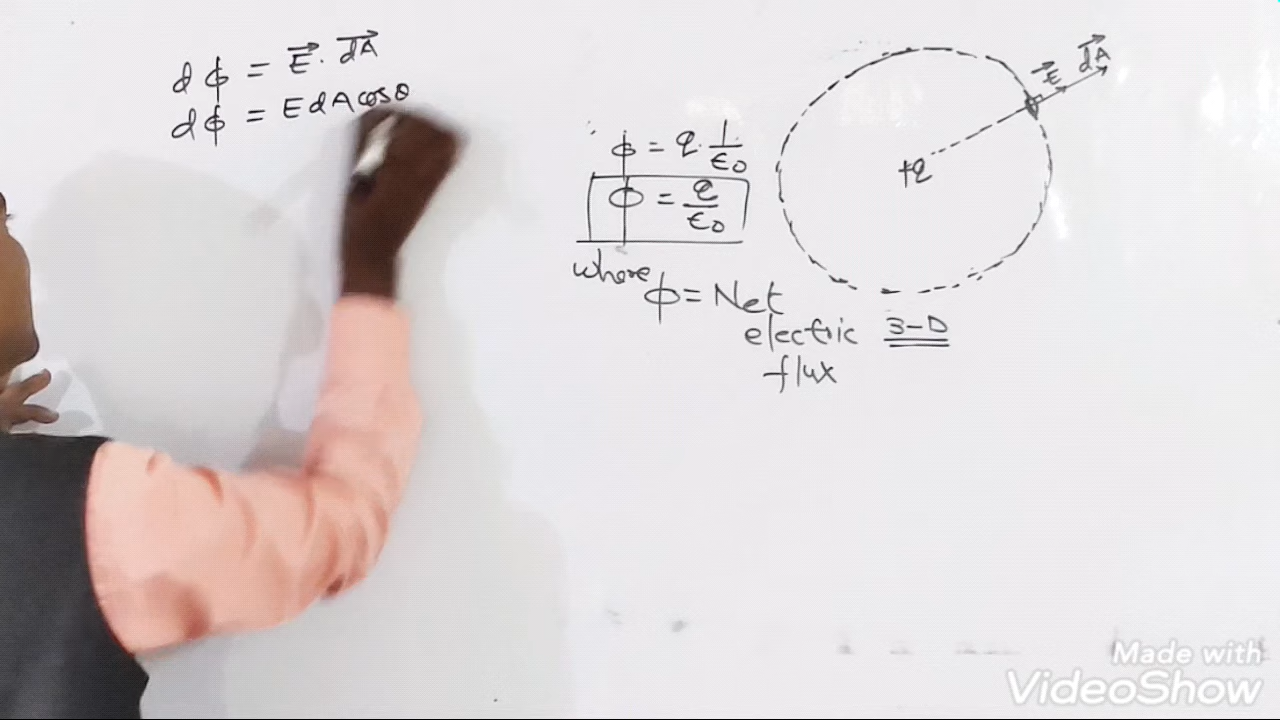 dϕ = E⃗ · dA⃗
dϕ = E dA cosθ
ϕ = q · 1/ε₀
ϕ = q/ε₀
where ϕ = Net
electric
flux
3-D
+q
E⃗ dA⃗
Made with
VideoShow